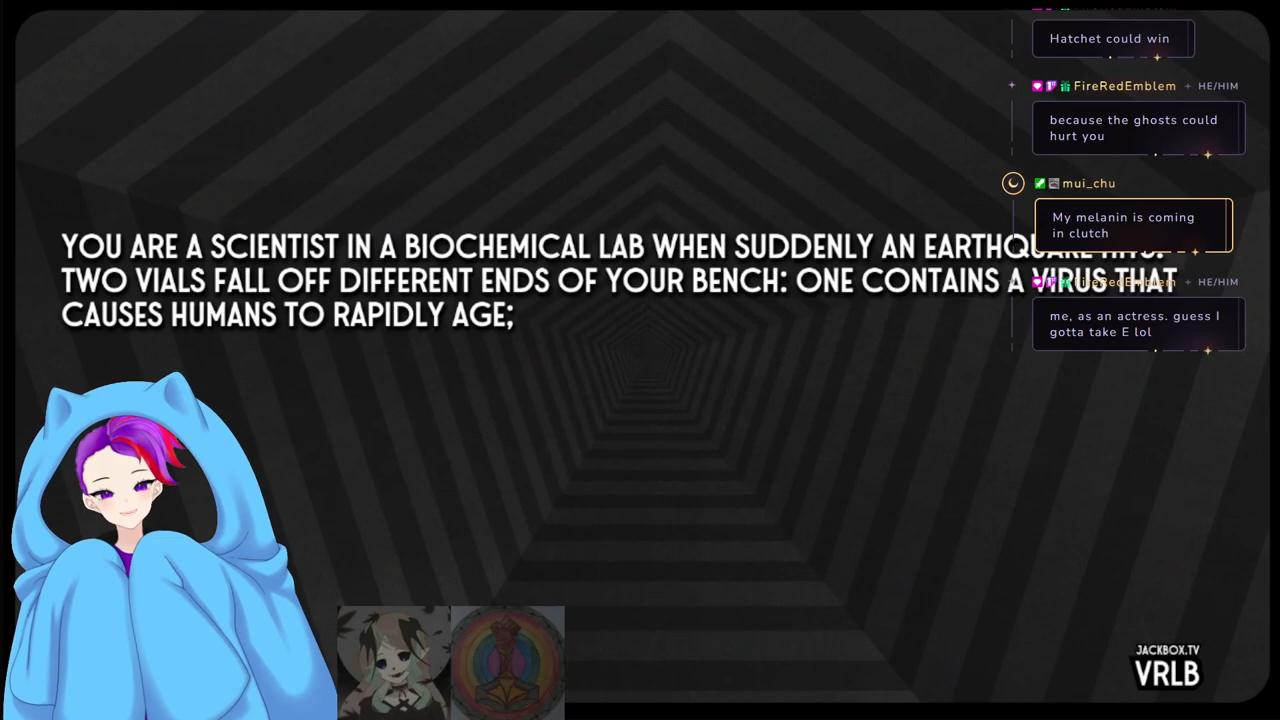 Hatchet could win
FireRedEmblem HE/HIM
because the ghosts could
hurt you
mui_chu
My melanin is coming
in clutch
YOU ARE A SCIENTIST IN A BIOCHEMICAL LAB WHEN SUDDENLY AN EARTHQUAKE HITS.
TWO VIALS FALL OFF DIFFERENT ENDS OF YOUR BENCH: ONE CONTAINS A VIRUS THAT
CAUSES HUMANS TO RAPIDLY AGE;
FireRedEmblem HE/HIM
me, as an actress. guess I
gotta take E lol
JACKBOX.TV
VRLB